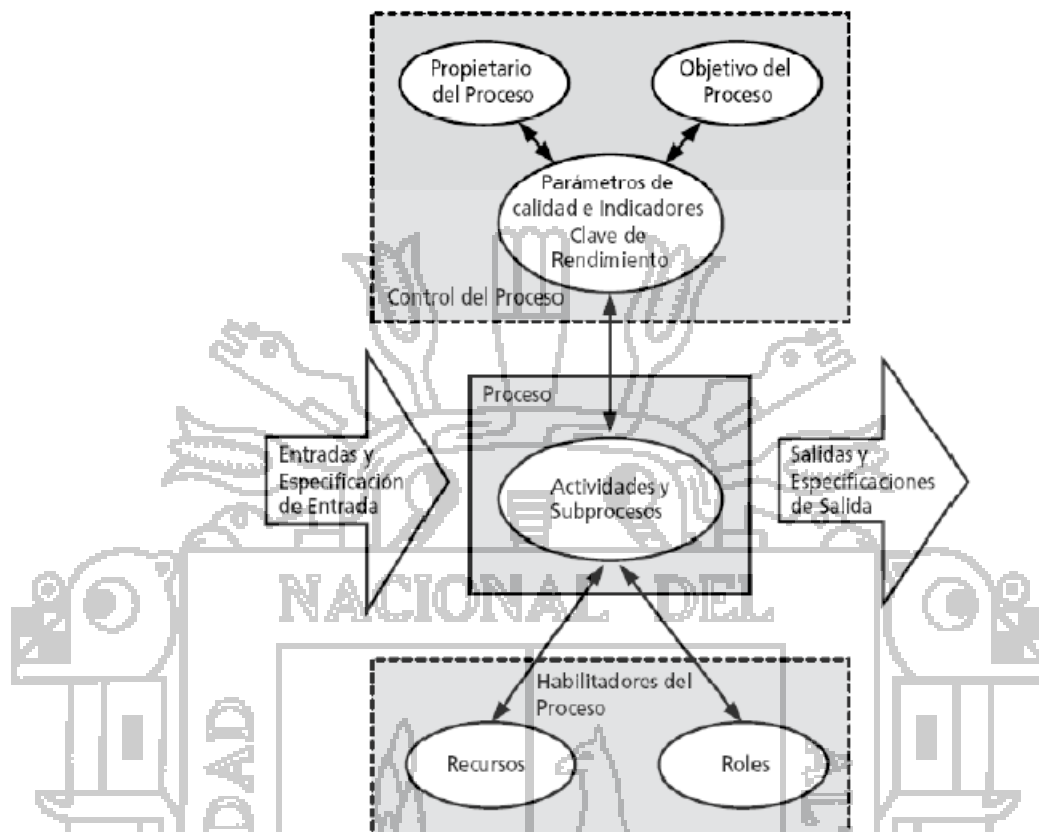 Propietario
del Proceso
Objetivo del
Proceso
Parámetros de
calidad e Indicadores
Clave de
Rendimiento
Control del Proceso
Proceso
Entradas y
Especificación
de Entrada
Actividades y
Subprocesos
Salidas y
Especificaciones
de Salida
NACIONAL DEL
Habilitadores del
Proceso
Recursos
Roles
DAD